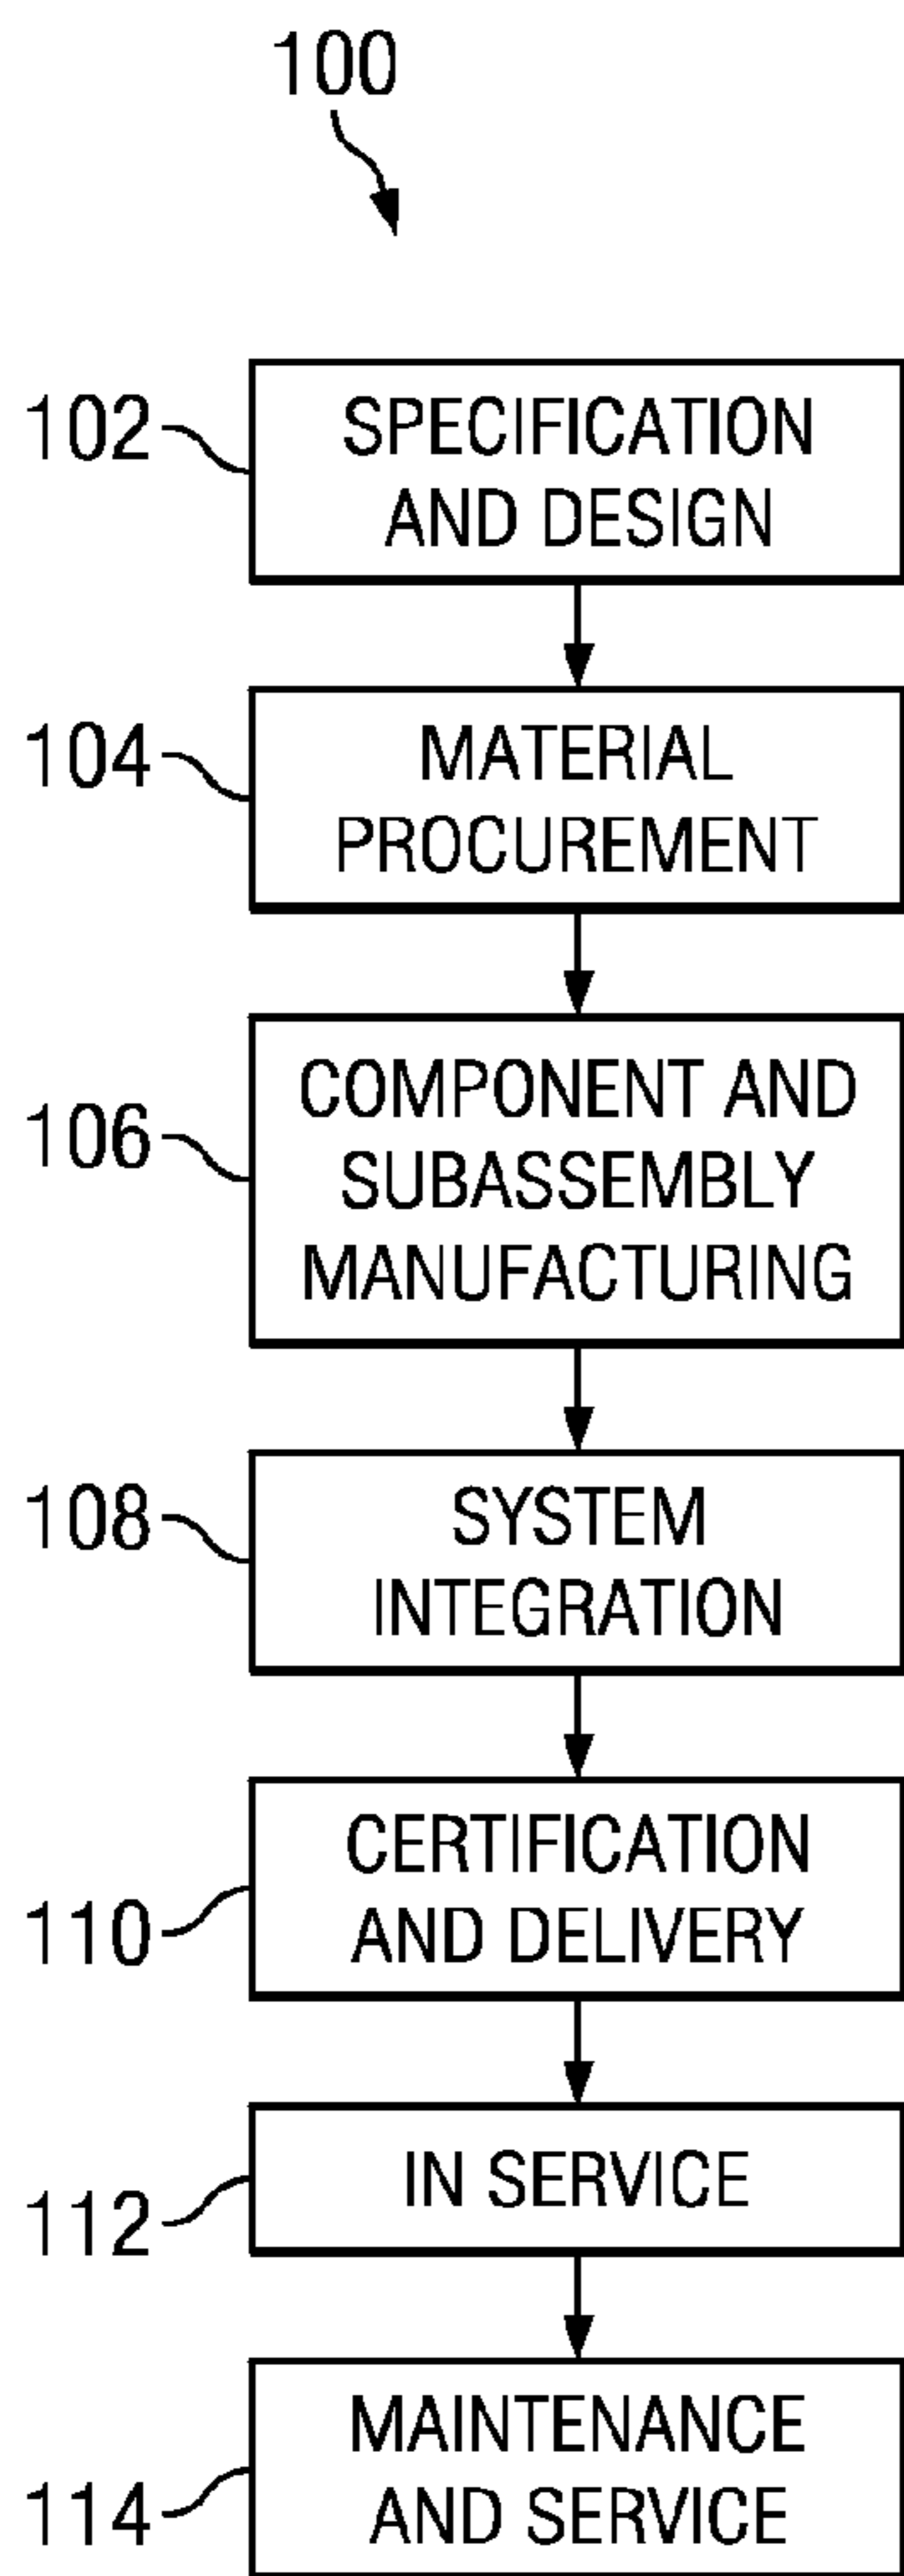 100
102
SPECIFICATION
AND DESIGN
104
MATERIAL
PROCUREMENT
106
COMPONENT AND
SUBASSEMBLY
MANUFACTURING
108
SYSTEM
INTEGRATION
110
CERTIFICATION
AND DELIVERY
112
IN SERVICE
114
MAINTENANCE
AND SERVICE